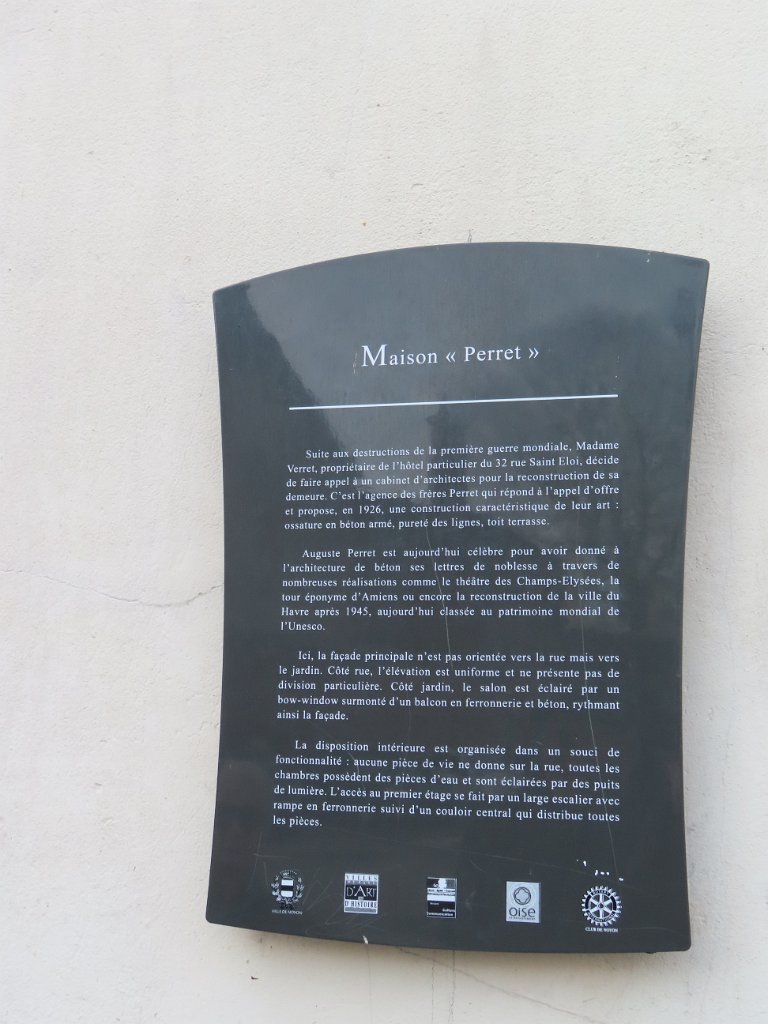 Maison « Perret »
Suite aux destructions de la première guerre mondiale, Madame
Verret, propriétaire de l'hôtel particulier du 32 rue Saint Eloi, décide
de faire appel à un cabinet d'architectes pour la reconstruction de sa
demeure. C'est l'agence des frères Perret qui répond à l'appel d'offre
et propose, en 1926, une construction caractéristique de leur art :
ossature en béton armé, pureté des lignes, toit terrasse.
Auguste Perret est aujourd'hui célèbre pour avoir donné à
l'architecture de béton ses lettres de noblesse à travers de
nombreuses réalisations comme le théâtre des Champs-Elysées, la
tour éponyme d'Amiens ou encore la reconstruction de la ville du
Havre après 1945, aujourd'hui classée au patrimoine mondial de
l'Unesco.
Ici, la façade principale n'est pas orientée vers la rue mais vers
le jardin. Côté rue, l'élévation est uniforme et ne présente pas de
division particulière. Côté jardin, le salon est éclairé par un
bow-window surmonté d'un balcon en ferronnerie et béton, rythmant
ainsi la façade.
La disposition intérieure est organisée dans un souci de
fonctionnalité : aucune pièce de vie ne donne sur la rue, toutes les
chambres possèdent des pièces d'eau et sont éclairées par des puits
de lumière. L'accès au premier étage se fait par un large escalier avec
rampe en ferronnerie suivi d'un couloir central qui distribue toutes
les pièces.
VILLE DE NOYON
VILLES
D'ART
D'HISTOIRE
oise
CLUB DE NOYON